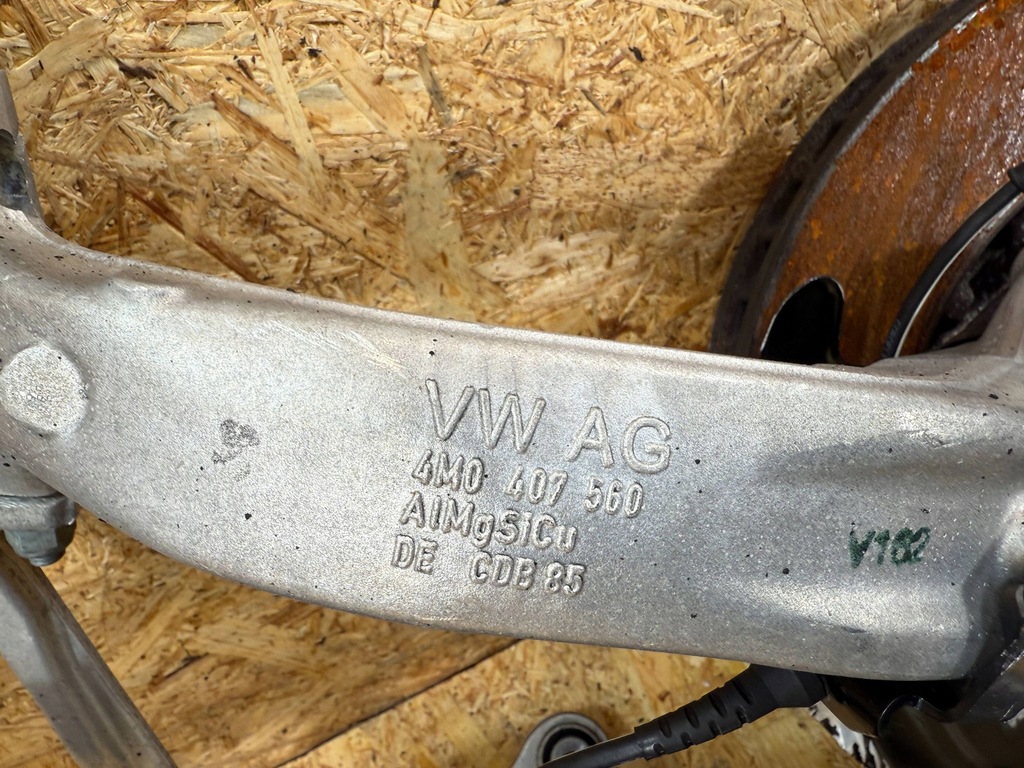 VW AG
4M0 407 560
AlMgSiCu
DE CDB 85
V182